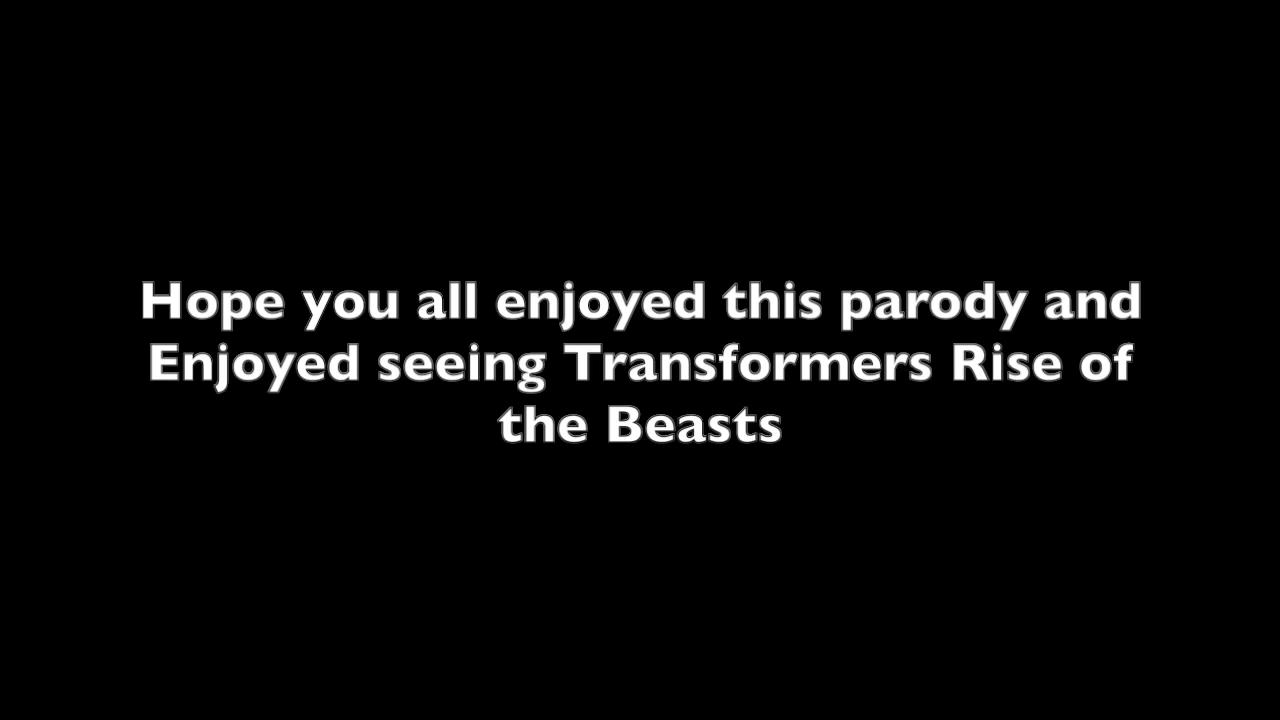 Hope you all enjoyed this parody and
Enjoyed seeing Transformers Rise of
the Beasts